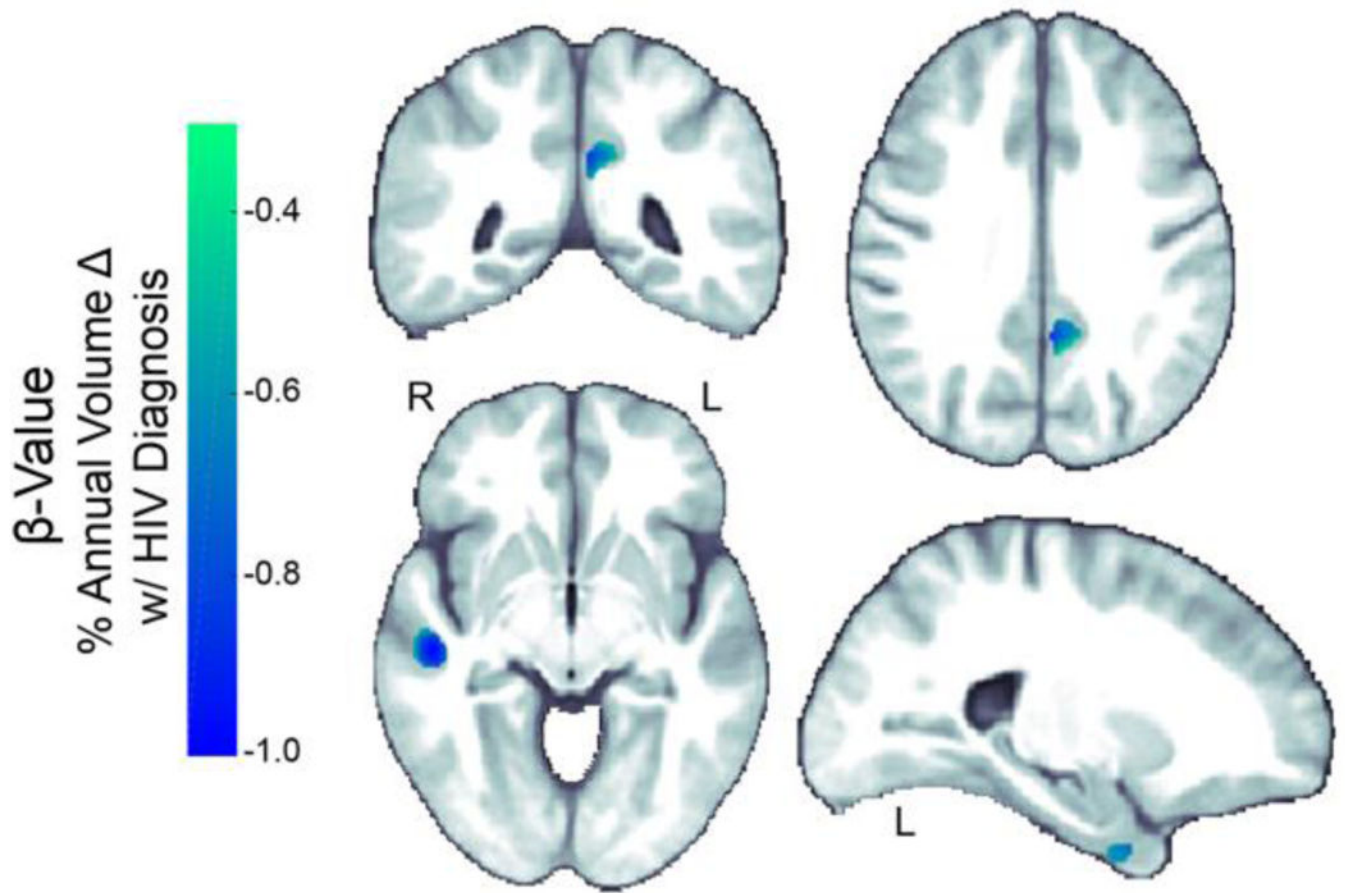 β-Value
% Annual Volume Δ
w/ HIV Diagnosis
-0.4
-0.6
-0.8
-1.0
R
L
L